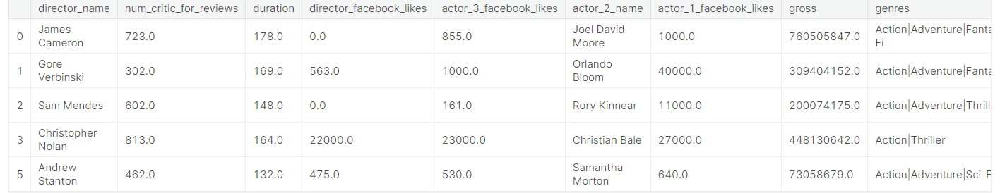 director_name num_critic_for_reviews duration director_facebook_likes actor_3_facebook_likes actor_2_name actor_1_facebook_likes gross genres
0 James Cameron 723.0 178.0 0.0 855.0 Joel David Moore 1000.0 760505847.0 Action|Adventure|Fanta Fi
1 Gore Verbinski 302.0 169.0 563.0 1000.0 Orlando Bloom 40000.0 309404152.0 Action|Adventure|Fanta
2 Sam Mendes 602.0 148.0 0.0 161.0 Rory Kinnear 11000.0 200074175.0 Action|Adventure|Thrill
3 Christopher Nolan 813.0 164.0 22000.0 23000.0 Christian Bale 27000.0 448130642.0 Action|Thriller
5 Andrew Stanton 462.0 132.0 475.0 530.0 Samantha Morton 640.0 73058679.0 Action|Adventure|Sci-F